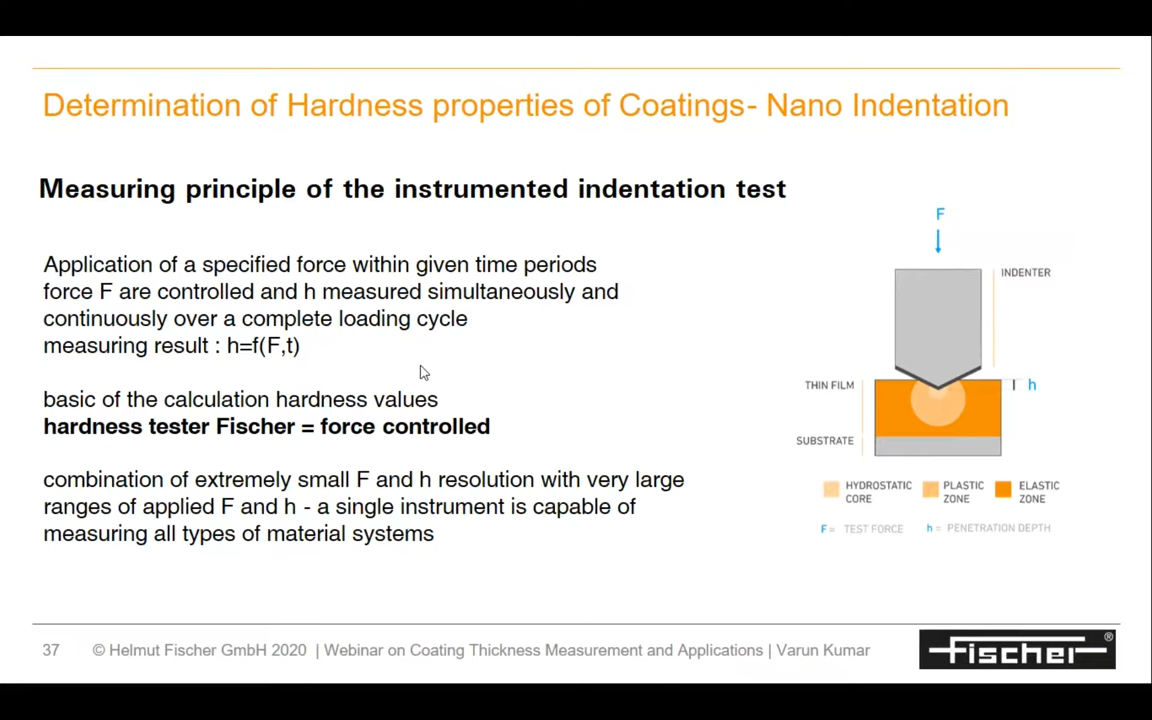 Determination of Hardness properties of Coatings- Nano Indentation
Measuring principle of the instrumented indentation test
Application of a specified force within given time periods
force F are controlled and h measured simultaneously and
continuously over a complete loading cycle
measuring result : h=f(F,t)
basic of the calculation hardness values
hardness tester Fischer = force controlled
combination of extremely small F and h resolution with very large
ranges of applied F and h - a single instrument is capable of
measuring all types of material systems
F
INDENTER
THIN FILM
h
SUBSTRATE
HYDROSTATIC
CORE
PLASTIC
ZONE
ELASTIC
ZONE
F = TEST FORCE
h = PENETRATION DEPTH
37
© Helmut Fischer GmbH 2020 | Webinar on Coating Thickness Measurement and Applications | Varun Kumar
fischer®